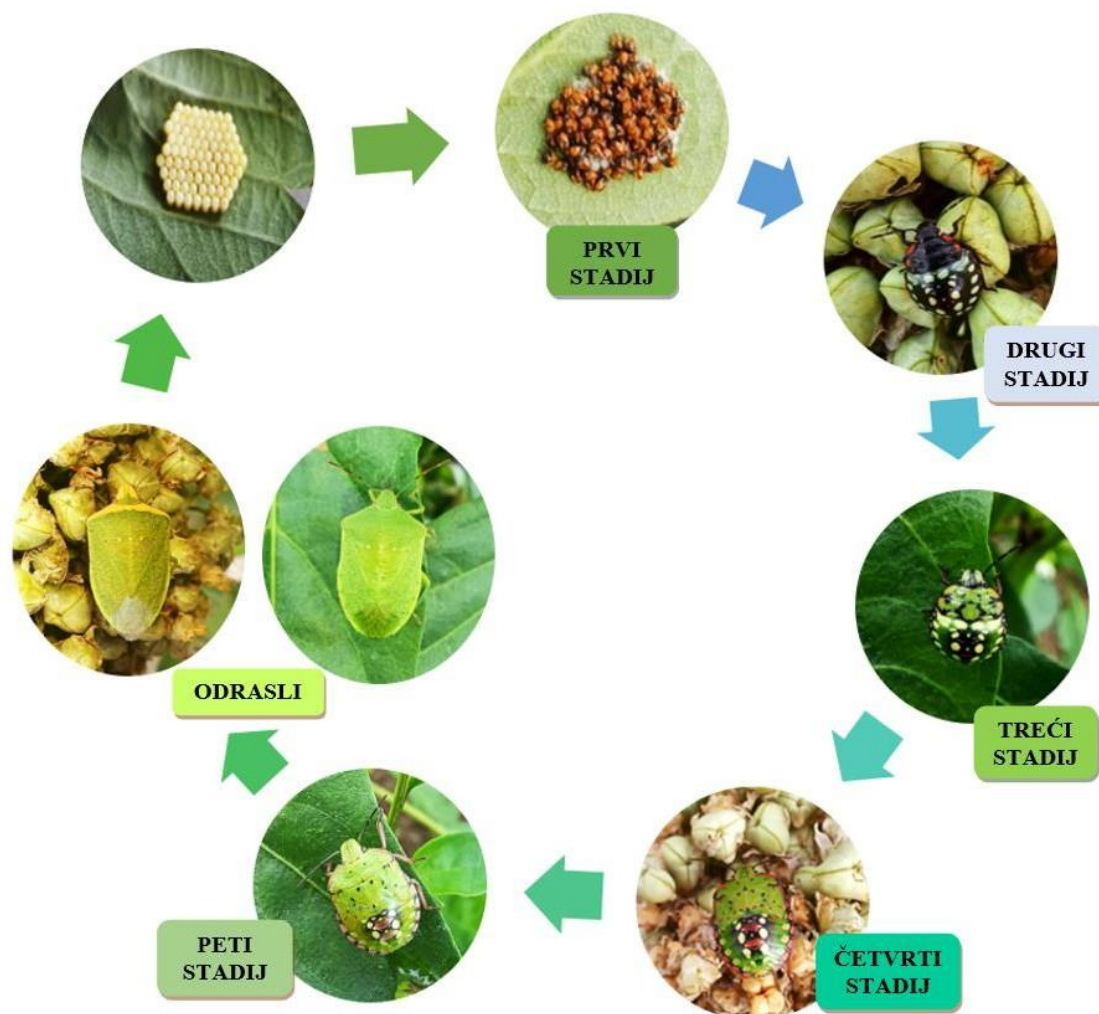 PRVI
STADIJ
DRUGI
STADIJ
TREĆI
STADIJ
ČETVRTI
STADIJ
PETI
STADIJ
ODRASLI